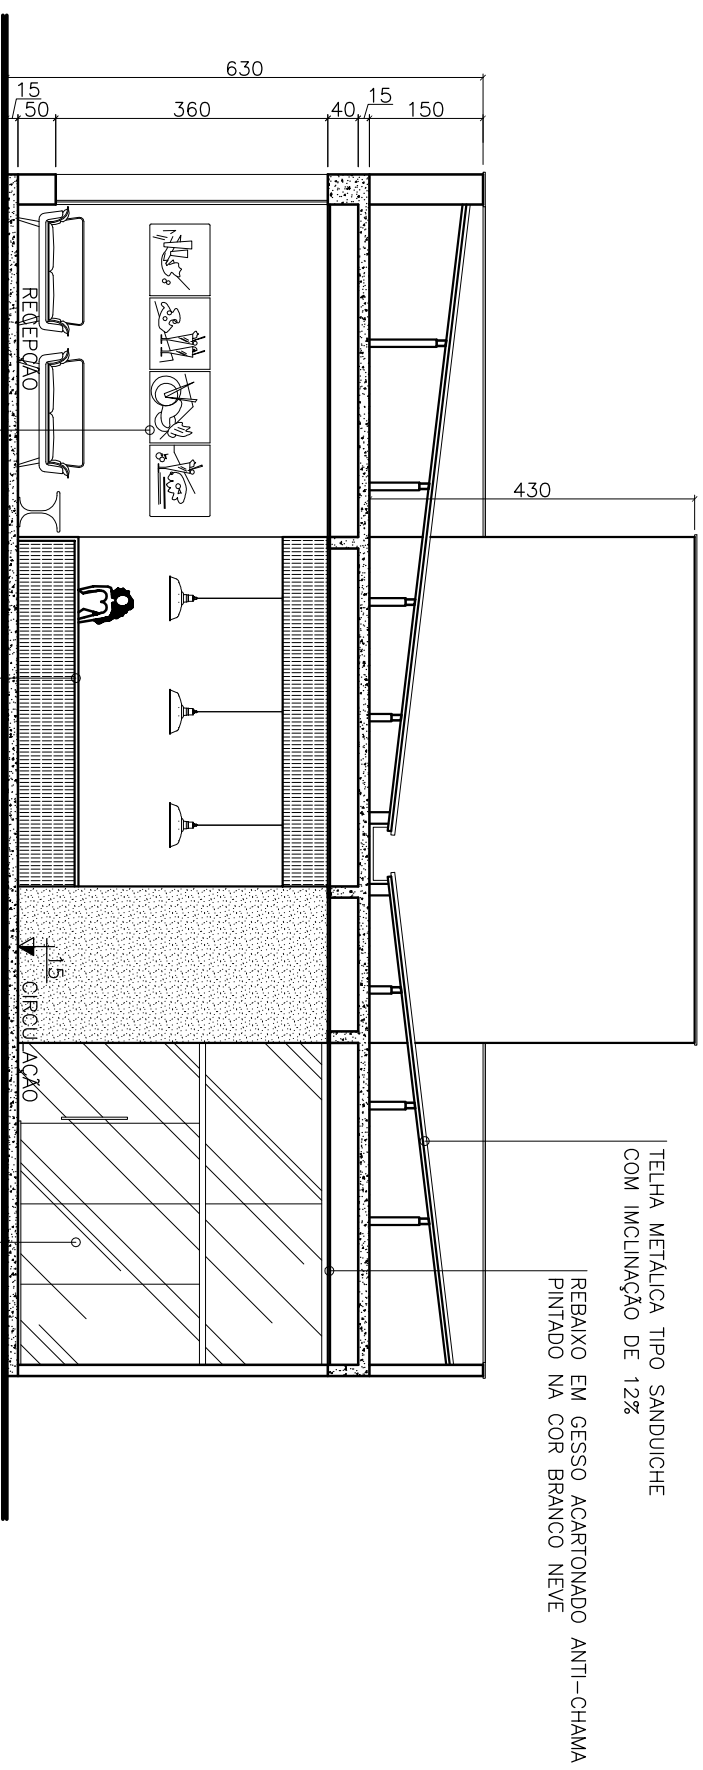 TELHA METÁLICA TIPO SANDUICHE
COM IMCLINAÇÃO DE 12%
REBAIXO EM GESSO ACARTONADO ANTI-CHAMA
PINTADO NA COR BRANCO NEVE
430
630
150
15
40
360
50
15
RECEPÇÃO
15
CIRCULAÇÃO